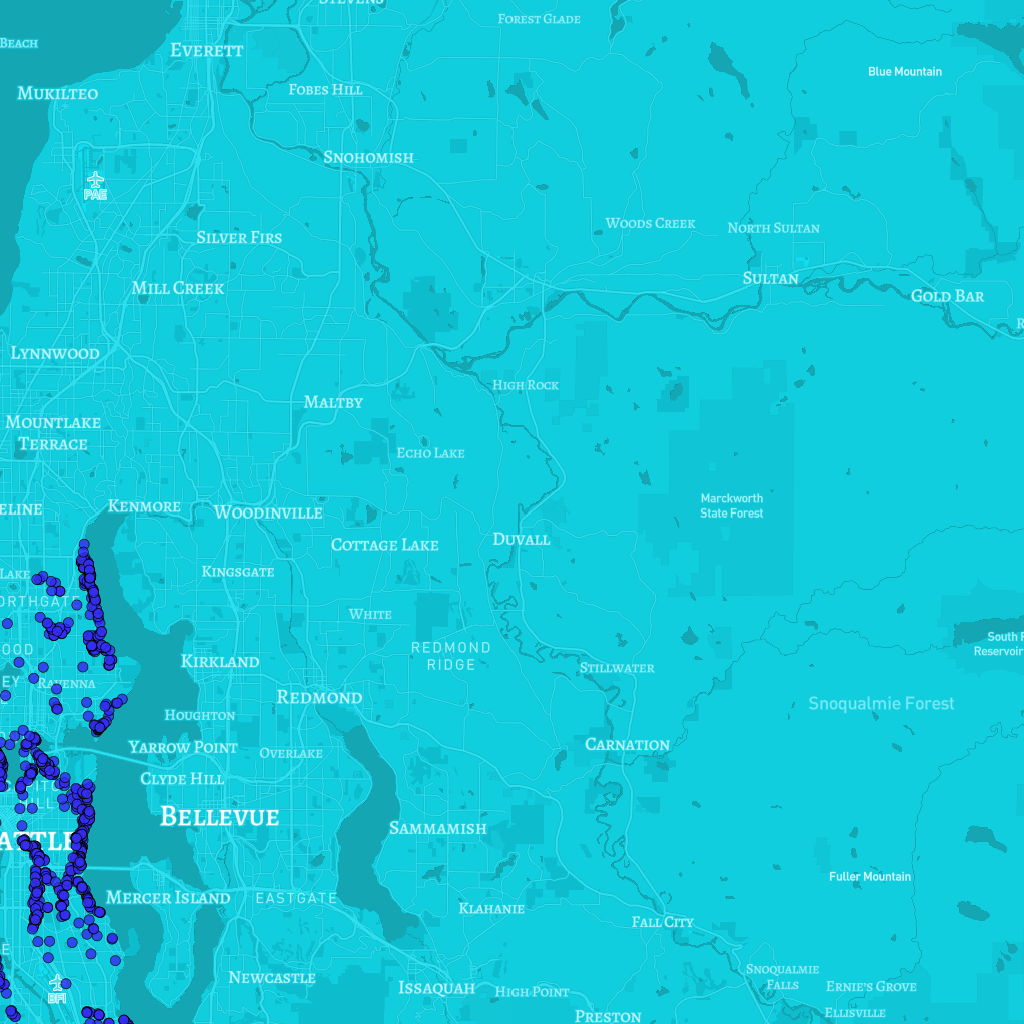 STEVENS
FOREST GLADE
BEACH
EVERETT
Blue Mountain
MUKILTEO
FOBES HILL
SNOHOMISH
PAE
WOODS CREEK
NORTH SULTAN
SILVER FIRS
SULTAN
MILL CREEK
GOLD BAR
LYNNWOOD
HIGH ROCK
MALTBY
MOUNTLAKE
TERRACE
ECHO LAKE
Marckworth
State Forest
ELINE
KENMORE
WOODINVILLE
DUVALL
COTTAGE LAKE
LAKE
KINGSGATE
ORTHGATE
WHITE
REDMOND
RIDGE
South F
Reservoir
OOD
KIRKLAND
STILLWATER
EY
RAVENNA
REDMOND
Snoqualmie Forest
HOUGHTON
YARROW POINT
OVERLAKE
CARNATION
CLYDE HILL
HILL
BELLEVUE
SAMMAMISH
ATTLE
Fuller Mountain
MERCER ISLAND
EASTGATE
KLAHANIE
FALL CITY
NEWCASTLE
SNOQUALMIE
FALLS
ISSAQUAH
HIGH POINT
ERNIE'S GROVE
BFI
PRESTON
ELLISVILLE